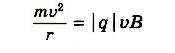 mv²/r = | q | vB